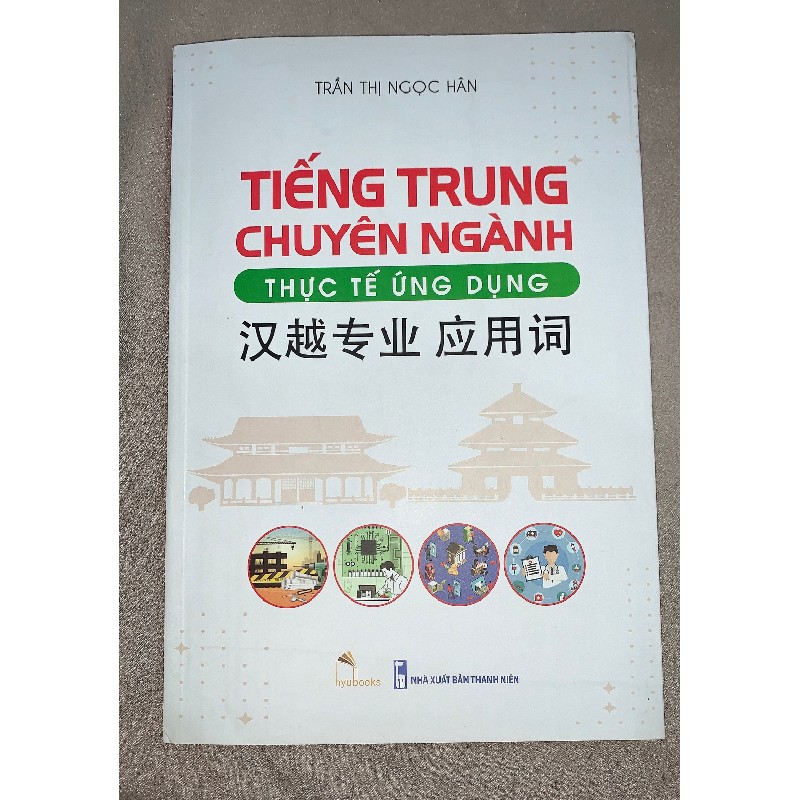 TRẦN THỊ NGỌC HÂN
TIẾNG TRUNG
CHUYÊN NGÀNH
THỰC TẾ ỨNG DỤNG
汉越专业 应用词
hyubooks
NHÀ XUẤT BẢN THANH NIÊN